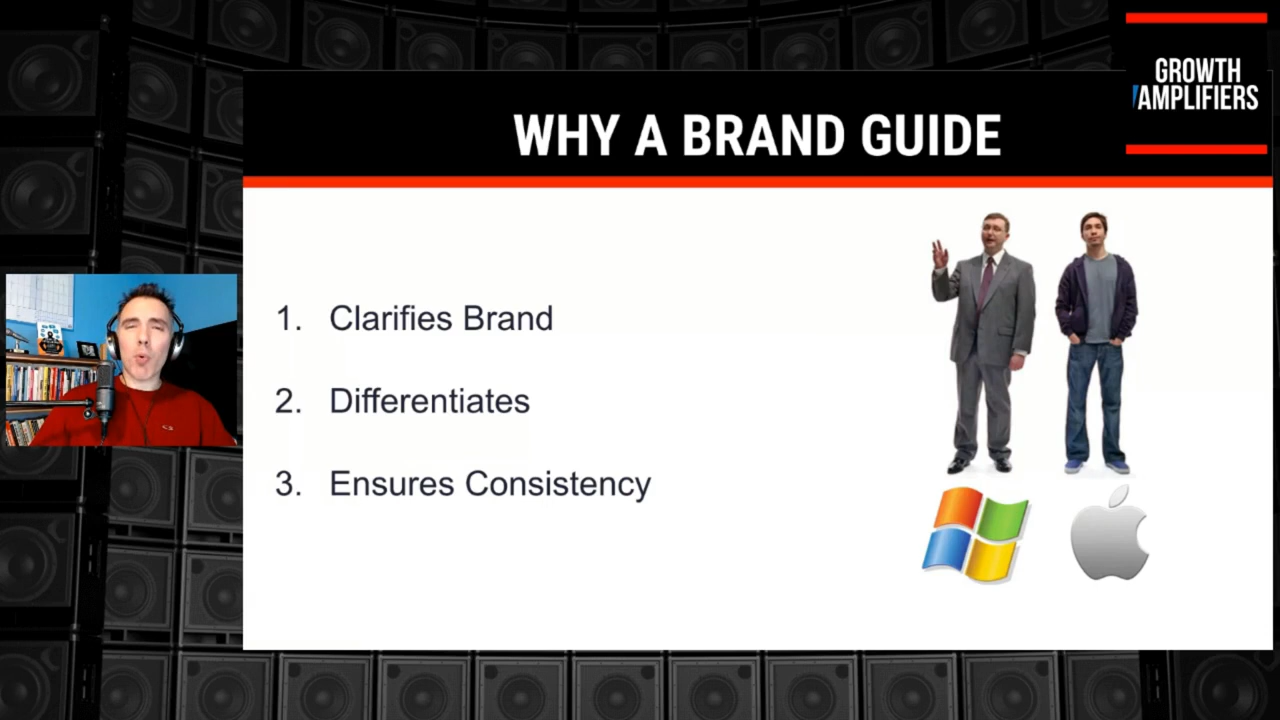 GROWTH
AMPLIFIERS
WHY A BRAND GUIDE
1. Clarifies Brand
2. Differentiates
3. Ensures Consistency